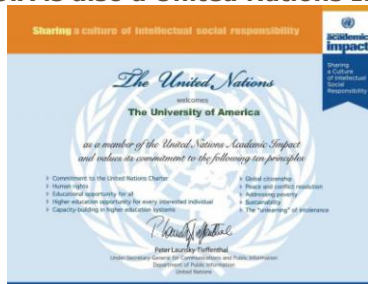 is also a United Nations
Sharing a culture of intellectual social responsibility
academic
impact
Sharing
a Culture
of Intellectual
Social
Responsibility
The United Nations
welcomes
The University of America
as a member of the United Nations Academic Impact
and values its commitment to the following ten principles
Commitment to the United Nations Charter
Human rights
Educational opportunity for all
Higher education opportunity for every interested individual
Capacity-building in higher education systems
Global citizenship
Peace and conflict resolution
Addressing poverty
Sustainability
The "unlearning" of intolerance
Peter Launsky-Tieffenthal
Under-Secretary-General for Communications and Public Information
Department of Public Information
United Nations